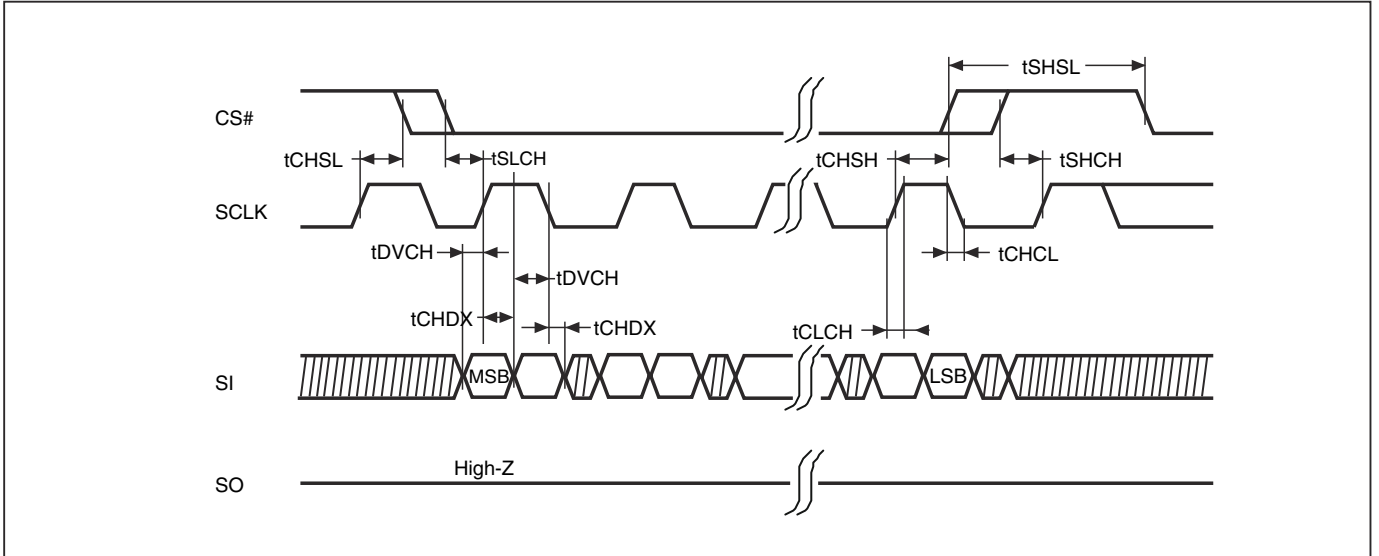 tSHSL
CS#
tCHSL
tSLCH
tCHSH
tSHCH
SCLK
tDVCH
tCHCL
tDVCH
tCHDX
tCHDX
tCLCH
SI
MSB
LSB
High-Z
SO